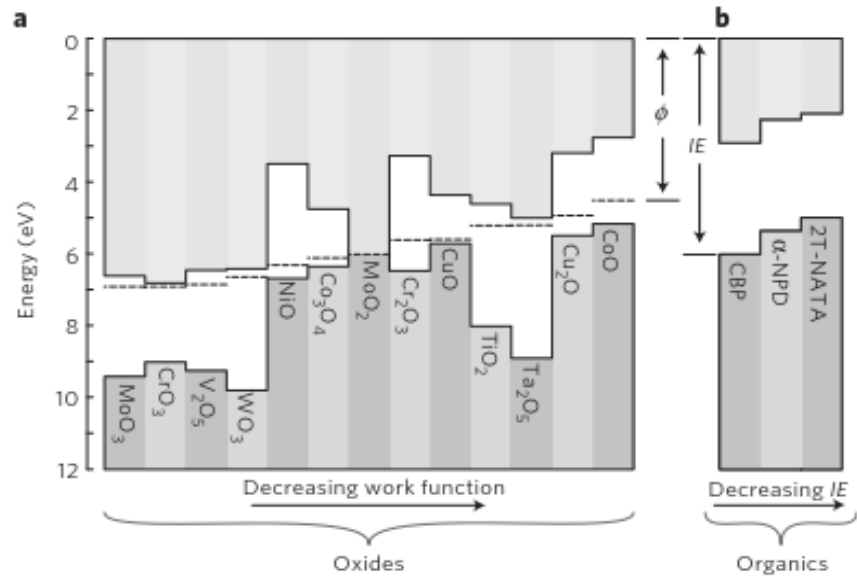 a
b
0
2
4
6
8
10
12
Energy (eV)
MoO₃
CrO₃
V₂O₅
WO₃
NiO
Co₃O₄
MoO₂
Cr₂O₃
CuO
TiO₂
Ta₂O₅
Cu₂O
CoO
ϕ
IE
CBP
α-NPD
2T-NATA
Decreasing work function
Decreasing IE
Oxides
Organics